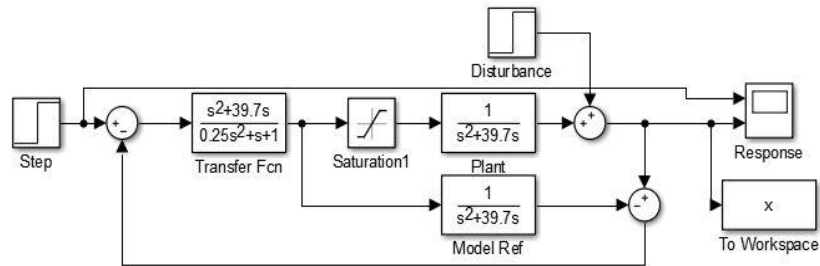 Disturbance
s²+39.7s
0.25s²+s+1
1
s²+39.7s
Step
Transfer Fcn
Saturation1
Plant
Response
1
s²+39.7s
Model Ref
x
To Workspace